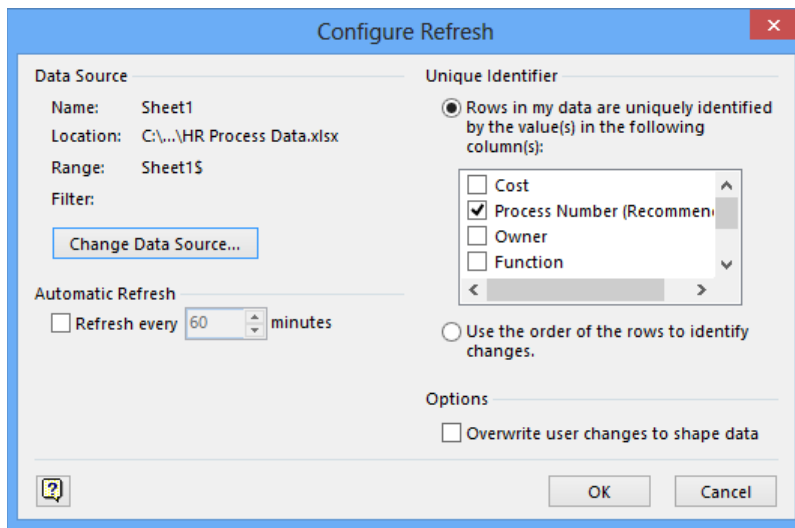 Configure Refresh
Data Source
Name: Sheet1
Location: C:\...\HR Process Data.xlsx
Range: Sheet1$
Filter:
Change Data Source...
Automatic Refresh
Refresh every 60 minutes
Unique Identifier
Rows in my data are uniquely identified
by the value(s) in the following
column(s):
Cost
Process Number (Recommen
Owner
Function
Use the order of the rows to identify
changes.
Options
Overwrite user changes to shape data
?
OK
Cancel